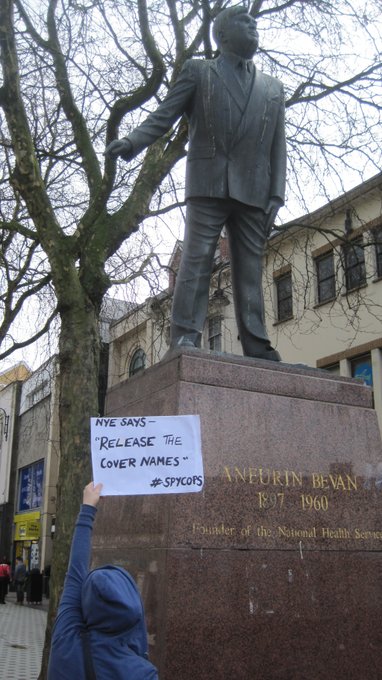 NYE SAYS-
"RELEASE THE
COVER NAMES"
#SPYCOPS
ANEURIN BEVAN
1897 1960
Founder of the National Health Service